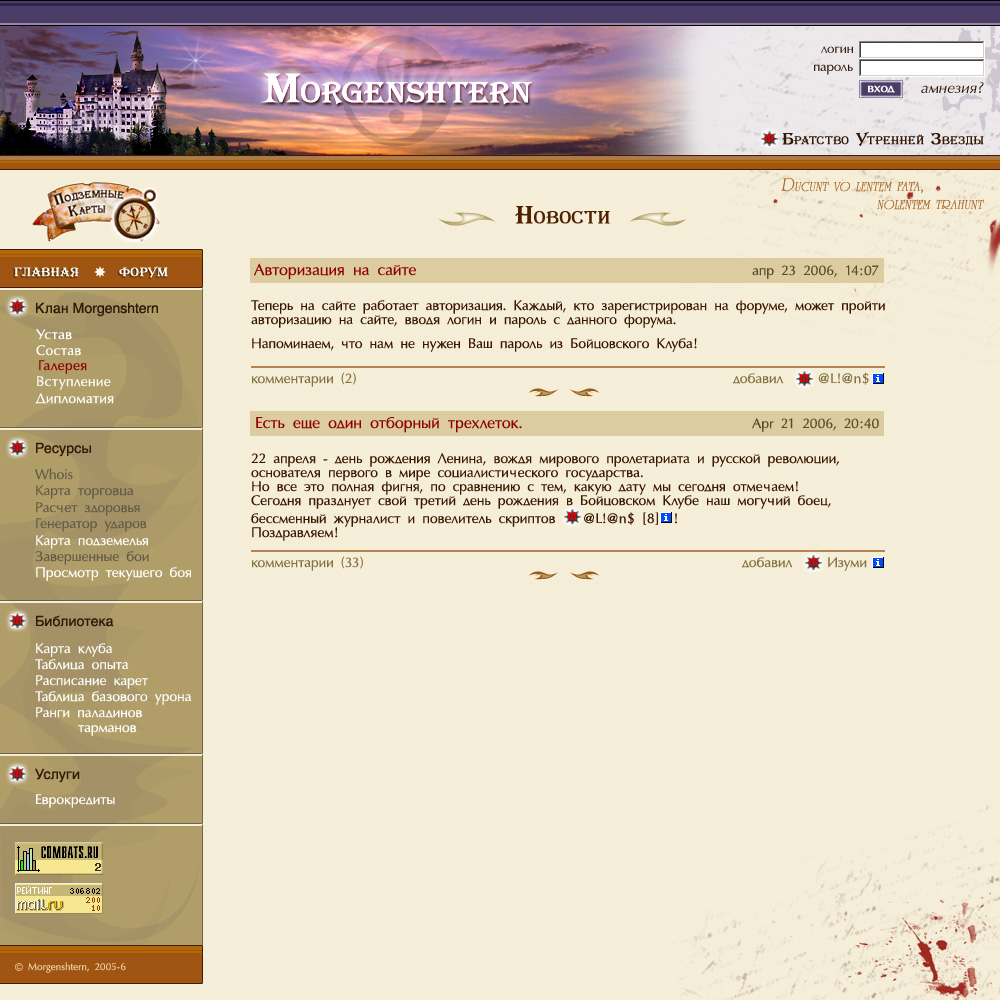 MORGENSHTERN
логин
пароль
вход
амнезия?
Братство Утренней Звезды
Подземные
Карты
Ducunt vo lentem fata,
nolentem trahunt
Новости
ГЛАВНАЯ ФОРУМ
Клан Morgenshtern
Устав
Состав
Галерея
Вступление
Дипломатия
Ресурсы
Whois
Карта торговца
Расчет здоровья
Генератор ударов
Карта подземелья
Завершенные бои
Просмотр текущего боя
Библиотека
Карта клуба
Таблица опыта
Расписание карет
Таблица базового урона
Ранги паладинов
тарманов
Услуги
Еврокредиты
COMBATS.RU
2
РЕЙТИНГ 306802
mail.ru 200
10
© Morgenshtern, 2005-6
Авторизация на сайте апр 23 2006, 14:07
Теперь на сайте работает авторизация. Каждый, кто зарегистрирован на форуме, может пройти
авторизацию на сайте, вводя логин и пароль с данного форума.
Напоминаем, что нам не нужен Ваш пароль из Бойцовского Клуба!
комментарии (2) добавил @L!@n$ i
Есть еще один отборный трехлеток. Apr 21 2006, 20:40
22 апреля - день рождения Ленина, вождя мирового пролетариата и русской революции,
основателя первого в мире социалистического государства.
Но все это полная фигня, по сравнению с тем, какую дату мы сегодня отмечаем!
Сегодня празднует свой третий день рождения в Бойцовском Клубе наш могучий боец,
бессменный журналист и повелитель скриптов @L!@n$ [8] i !
Поздравляем!
комментарии (33) добавил Изуми i